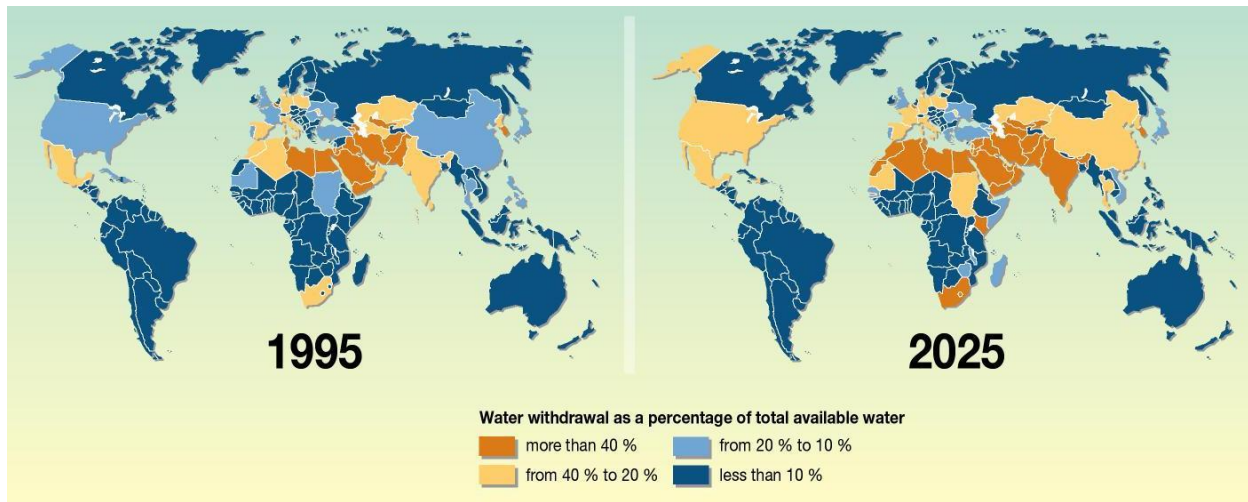 1995
2025
Water withdrawal as a percentage of total available water
more than 40 %
from 20 % to 10 %
from 40 % to 20 %
less than 10 %